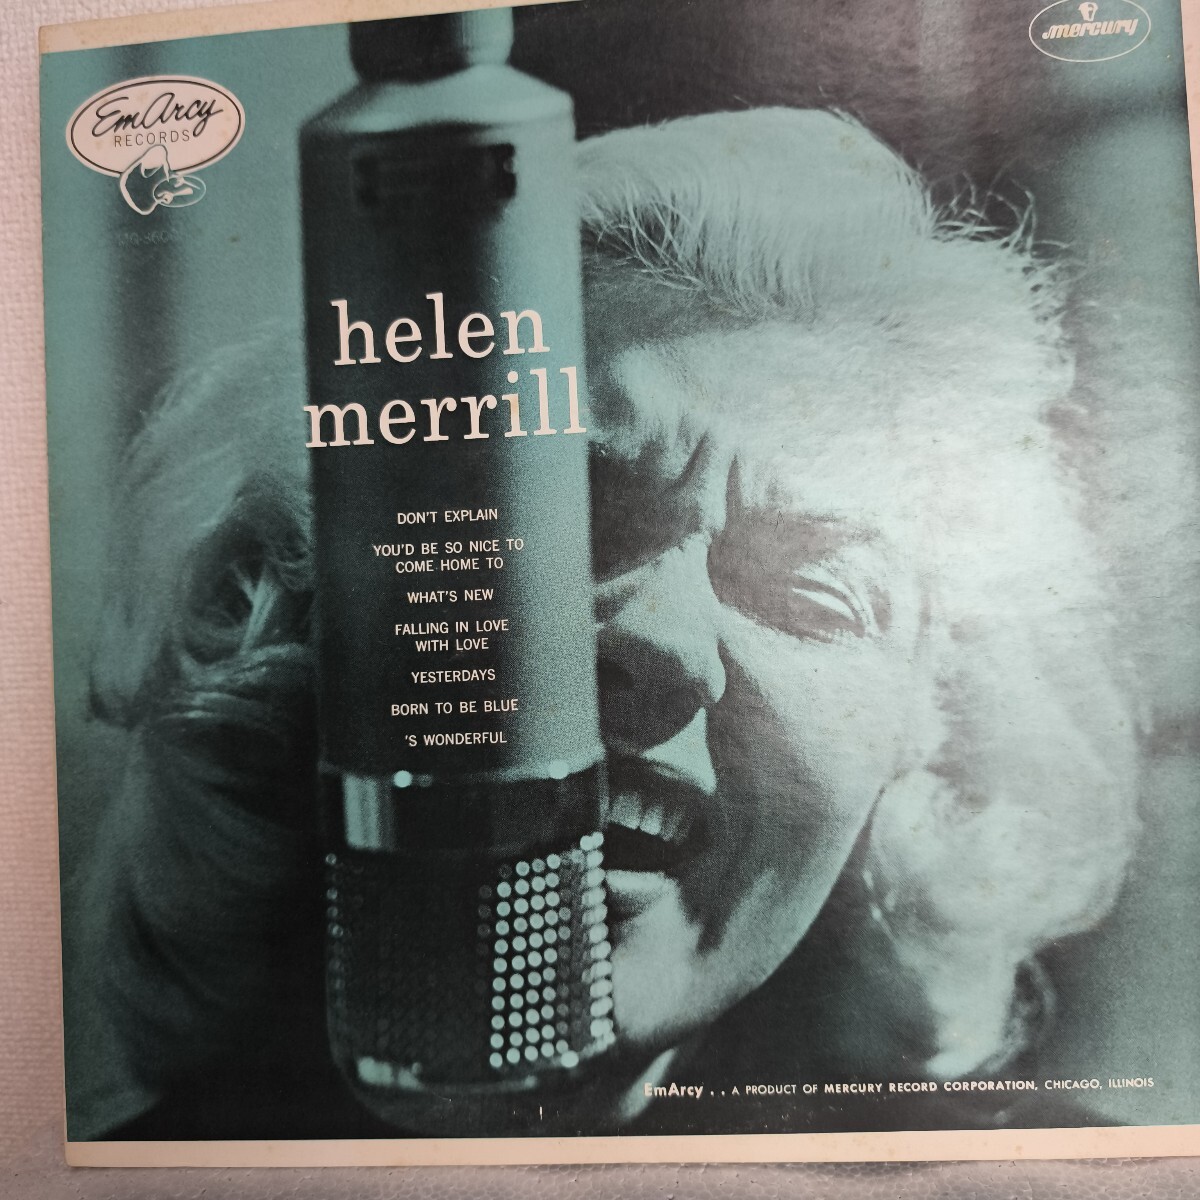 EmArcy
RECORDS
mercury
helen
merrill
DON'T EXPLAIN
YOU'D BE SO NICE TO
COME HOME TO
WHAT'S NEW
FALLING IN LOVE
WITH LOVE
YESTERDAYS
BORN TO BE BLUE
'S WONDERFUL
EmArcy . . A PRODUCT OF MERCURY RECORD CORPORATION, CHICAGO, ILLINOIS